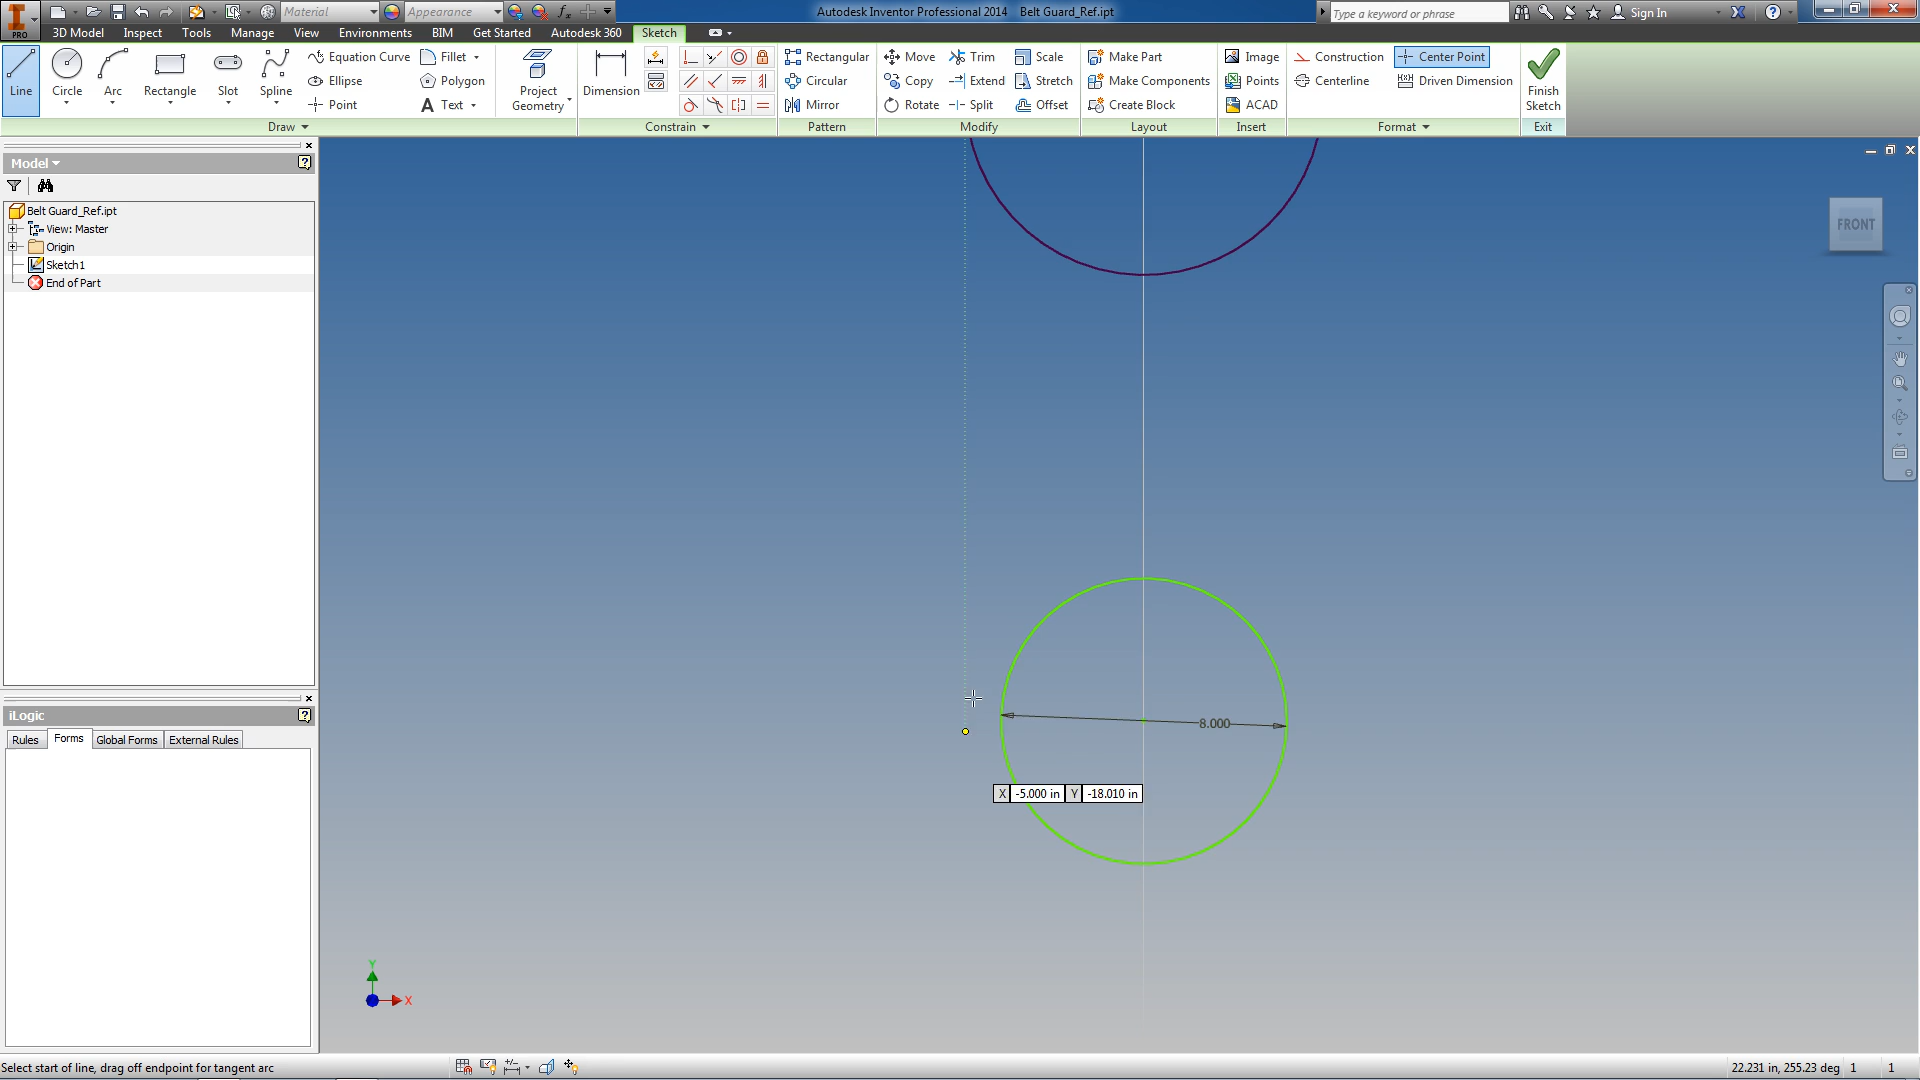 Material
Appearance
Autodesk Inventor Professional 2014 Belt Guard_Ref.ipt
Type a keyword or phrase
Sign In
PRO
3D Model Inspect Tools Manage View Environments BIM Get Started Autodesk 360 Sketch
Line
Circle
Arc
Rectangle
Slot
Spline
Equation Curve
Ellipse
Point
Fillet
Polygon
Text
Project Geometry
Dimension
Rectangular
Circular
Mirror
Move
Copy
Rotate
Trim
Extend
Split
Scale
Stretch
Offset
Make Part
Make Components
Create Block
Image
Points
ACAD
Construction
Centerline
Center Point
Driven Dimension
Finish Sketch
Draw Constrain Pattern Modify Layout Insert Format Exit
Model
Belt Guard_Ref.ipt
View: Master
Origin
Sketch1
End of Part
iLogic
Rules Forms Global Forms External Rules
FRONT
8.000
X -5.000 in Y -18.010 in
Y
X
Select start of line, drag off endpoint for tangent arc
22.231 in, 255.23 deg 1 1